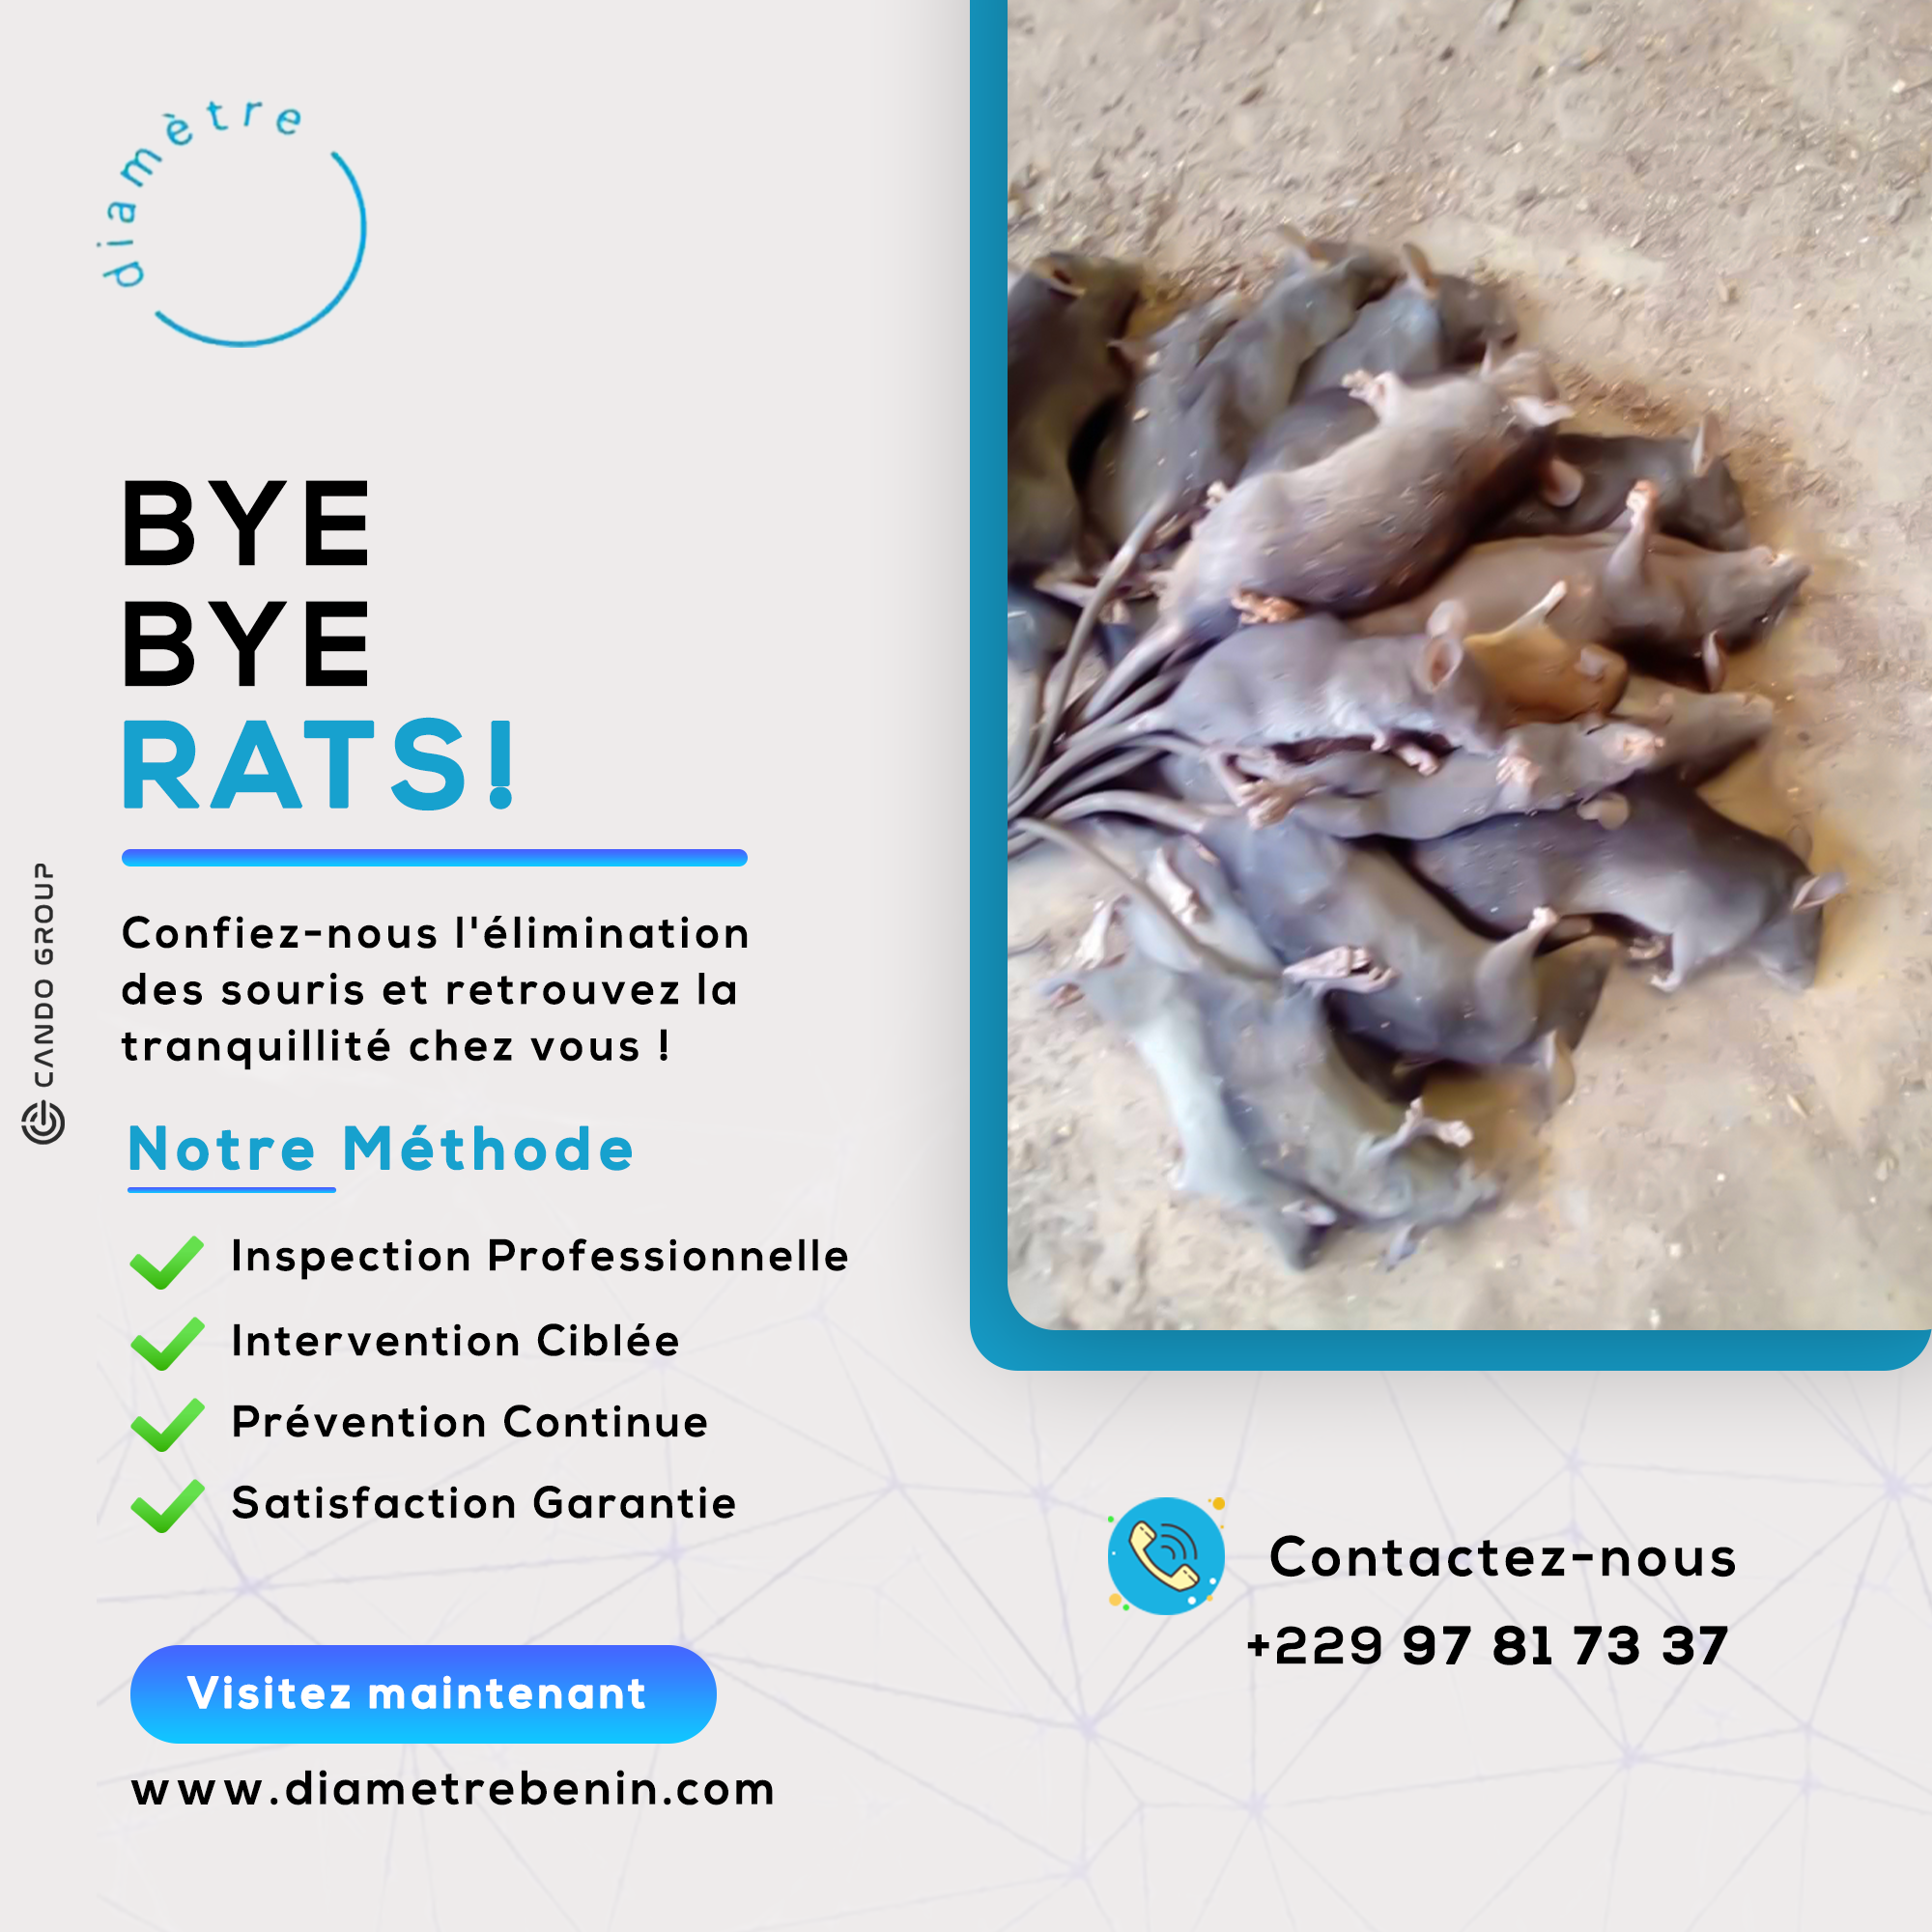 diamètre
BYE
BYE
RATS!
Confiez-nous l'élimination
des souris et retrouvez la
tranquillité chez vous !
CANDO GROUP
Notre Méthode
Inspection Professionnelle
Intervention Ciblée
Prévention Continue
Satisfaction Garantie
Visitez maintenant
www.diametrebenin.com
Contactez-nous
+229 97 81 73 37